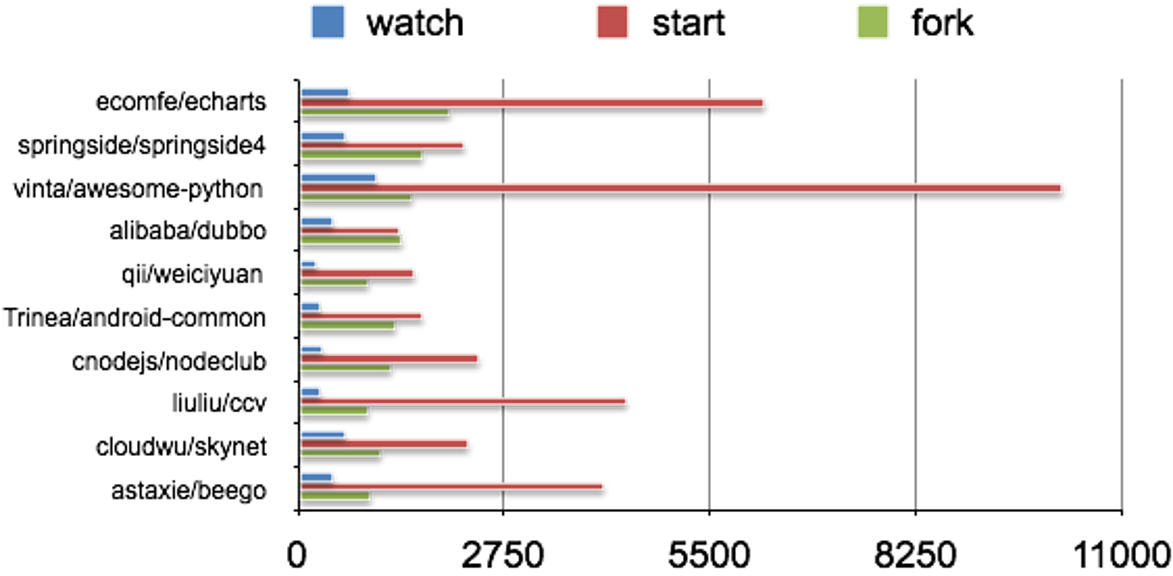 watch start fork
ecomfe/echarts
springside/springside4
vinta/awesome-python
alibaba/dubbo
qii/weiciyuan
Trinea/android-common
cnodejs/nodeclub
liuliu/ccv
cloudwu/skynet
astaxie/beego
0 2750 5500 8250 11000